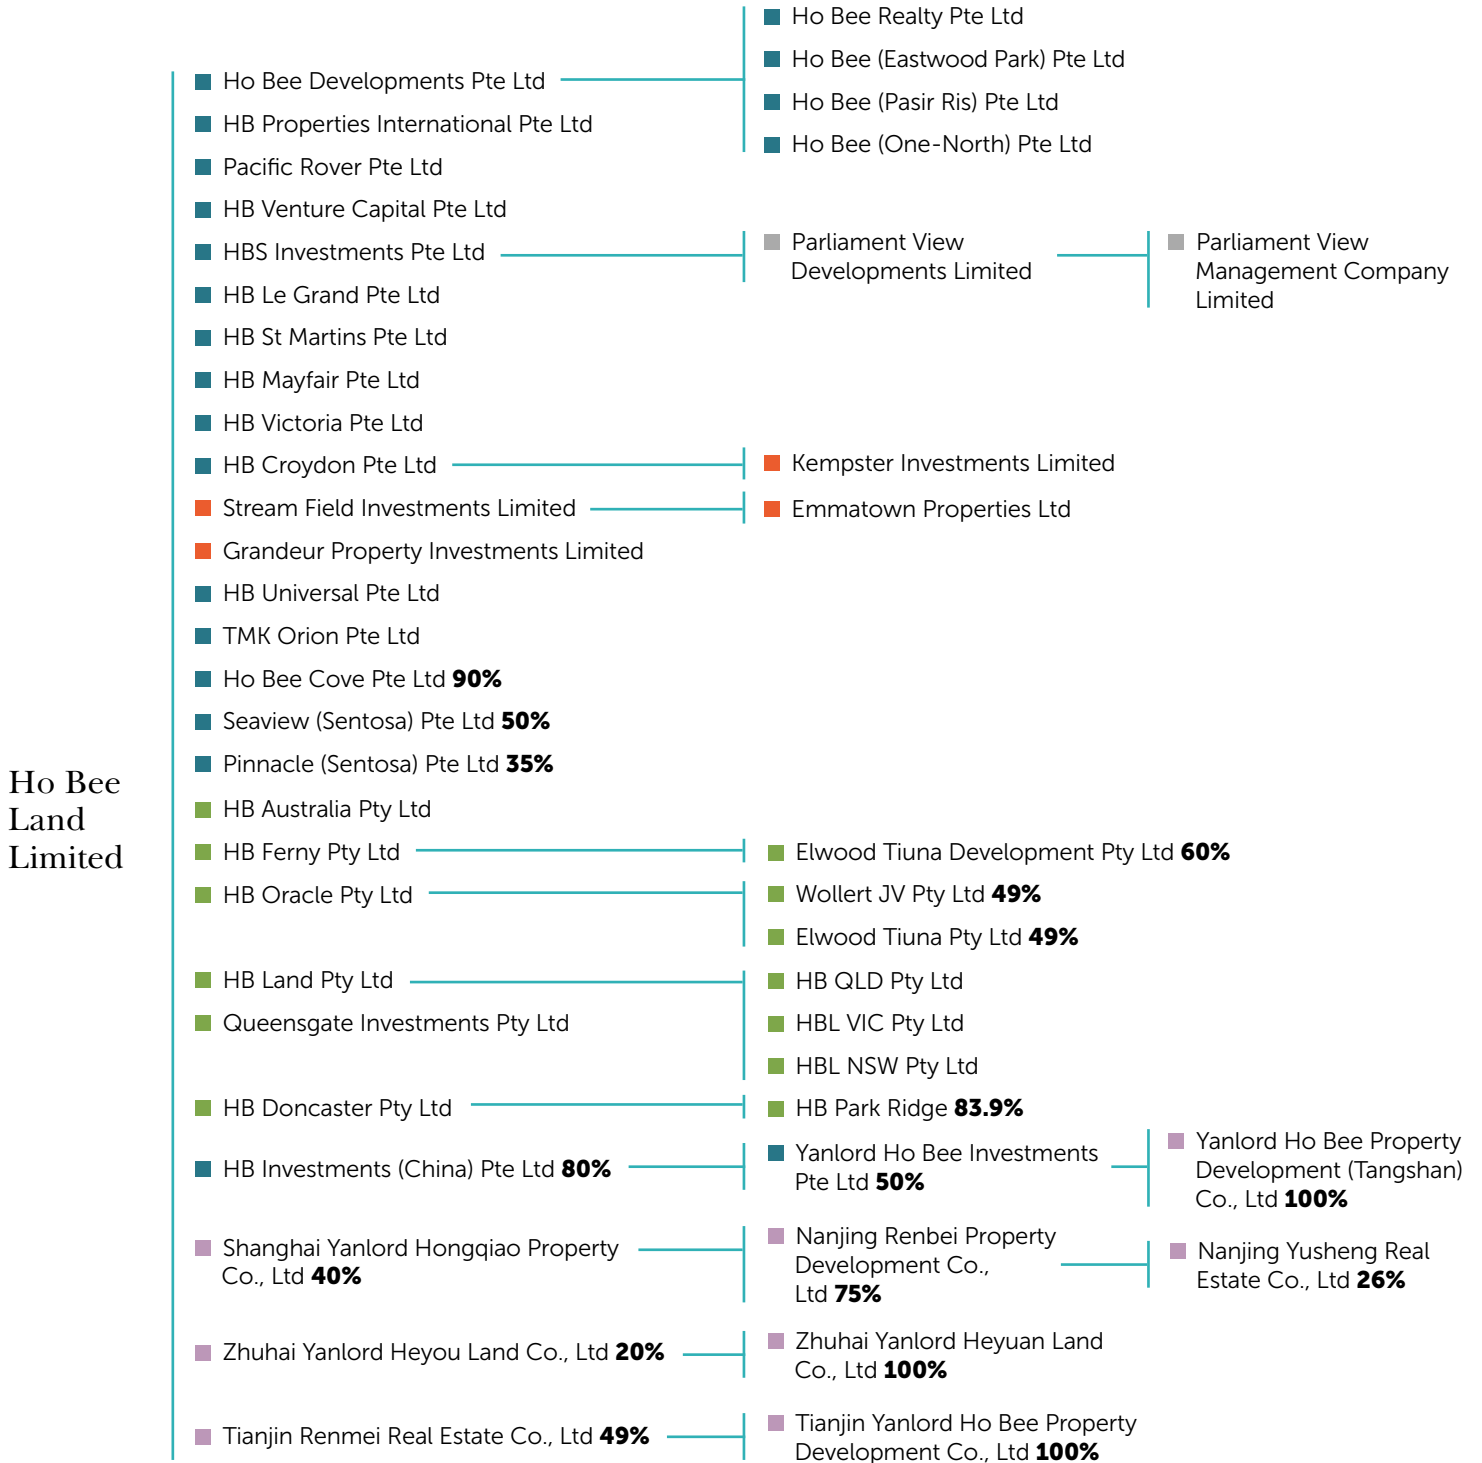 Ho Bee
Land
Limited
Ho Bee Developments Pte Ltd
HB Properties International Pte Ltd
Pacific Rover Pte Ltd
HB Venture Capital Pte Ltd
HBS Investments Pte Ltd
HB Le Grand Pte Ltd
HB St Martins Pte Ltd
HB Mayfair Pte Ltd
HB Victoria Pte Ltd
HB Croydon Pte Ltd
Stream Field Investments Limited
Grandeur Property Investments Limited
HB Universal Pte Ltd
TMK Orion Pte Ltd
Ho Bee Cove Pte Ltd 90%
Seaview (Sentosa) Pte Ltd 50%
Pinnacle (Sentosa) Pte Ltd 35%
HB Australia Pty Ltd
HB Ferny Pty Ltd
HB Oracle Pty Ltd
HB Land Pty Ltd
Queensgate Investments Pty Ltd
HB Doncaster Pty Ltd
HB Investments (China) Pte Ltd 80%
Shanghai Yanlord Hongqiao Property
Co., Ltd 40%
Zhuhai Yanlord Heyou Land Co., Ltd 20%
Tianjin Renmei Real Estate Co., Ltd 49%
Ho Bee Realty Pte Ltd
Ho Bee (Eastwood Park) Pte Ltd
Ho Bee (Pasir Ris) Pte Ltd
Ho Bee (One-North) Pte Ltd
Parliament View
Developments Limited
Kempster Investments Limited
Emmatown Properties Ltd
Elwood Tiuna Development Pty Ltd 60%
Wollert JV Pty Ltd 49%
Elwood Tiuna Pty Ltd 49%
HB QLD Pty Ltd
HBL VIC Pty Ltd
HBL NSW Pty Ltd
HB Park Ridge 83.9%
Yanlord Ho Bee Investments
Pte Ltd 50%
Nanjing Renbei Property
Development Co.,
Ltd 75%
Zhuhai Yanlord Heyuan Land
Co., Ltd 100%
Tianjin Yanlord Ho Bee Property
Development Co., Ltd 100%
Parliament View
Management Company
Limited
Yanlord Ho Bee Property
Development (Tangshan)
Co., Ltd 100%
Nanjing Yusheng Real
Estate Co., Ltd 26%